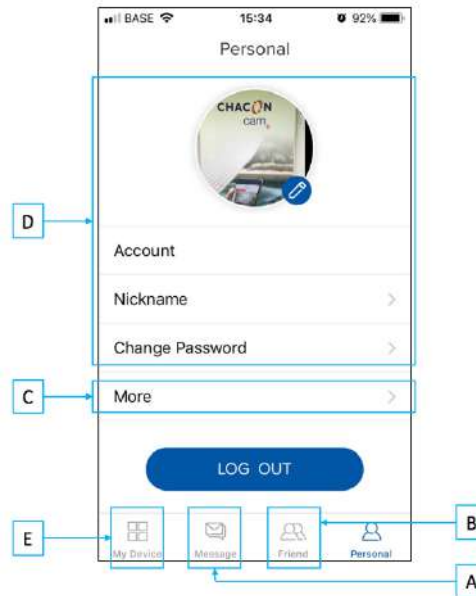 BASE 15:34 92%
Personal
CHACON
cam
D
Account
Nickname
Change Password
C
More
LOG OUT
B
E
My Device Message Friend Personal
A